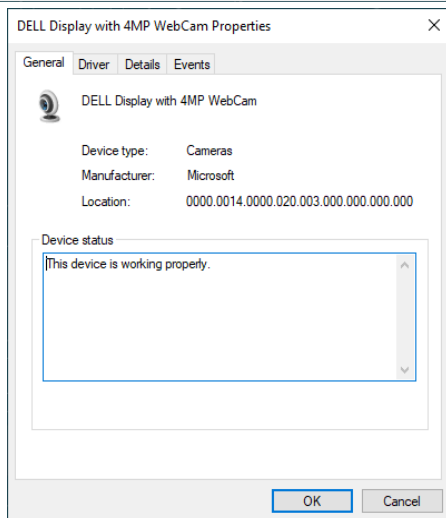 DELL Display with 4MP WebCam Properties
General Driver Details Events
DELL Display with 4MP WebCam
Device type: Cameras
Manufacturer: Microsoft
Location: 0000.0014.0000.020.003.000.000.000.000
Device status
This device is working properly.
OK Cancel